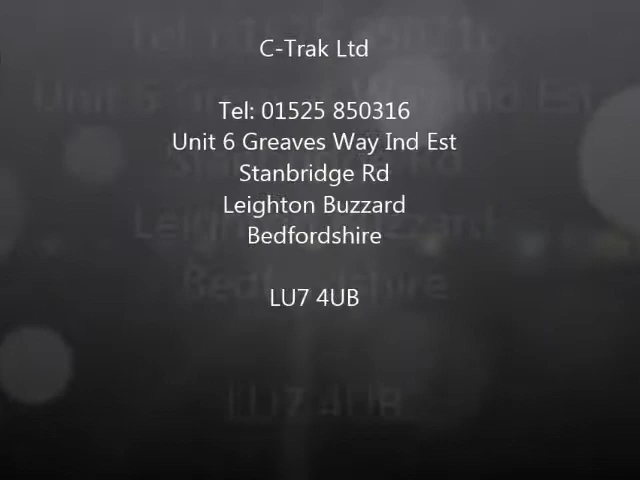 C-Trak Ltd
Tel: 01525 850316
Unit 6 Greaves Way Ind Est
Stanbridge Rd
Leighton Buzzard
Bedfordshire
LU7 4UB